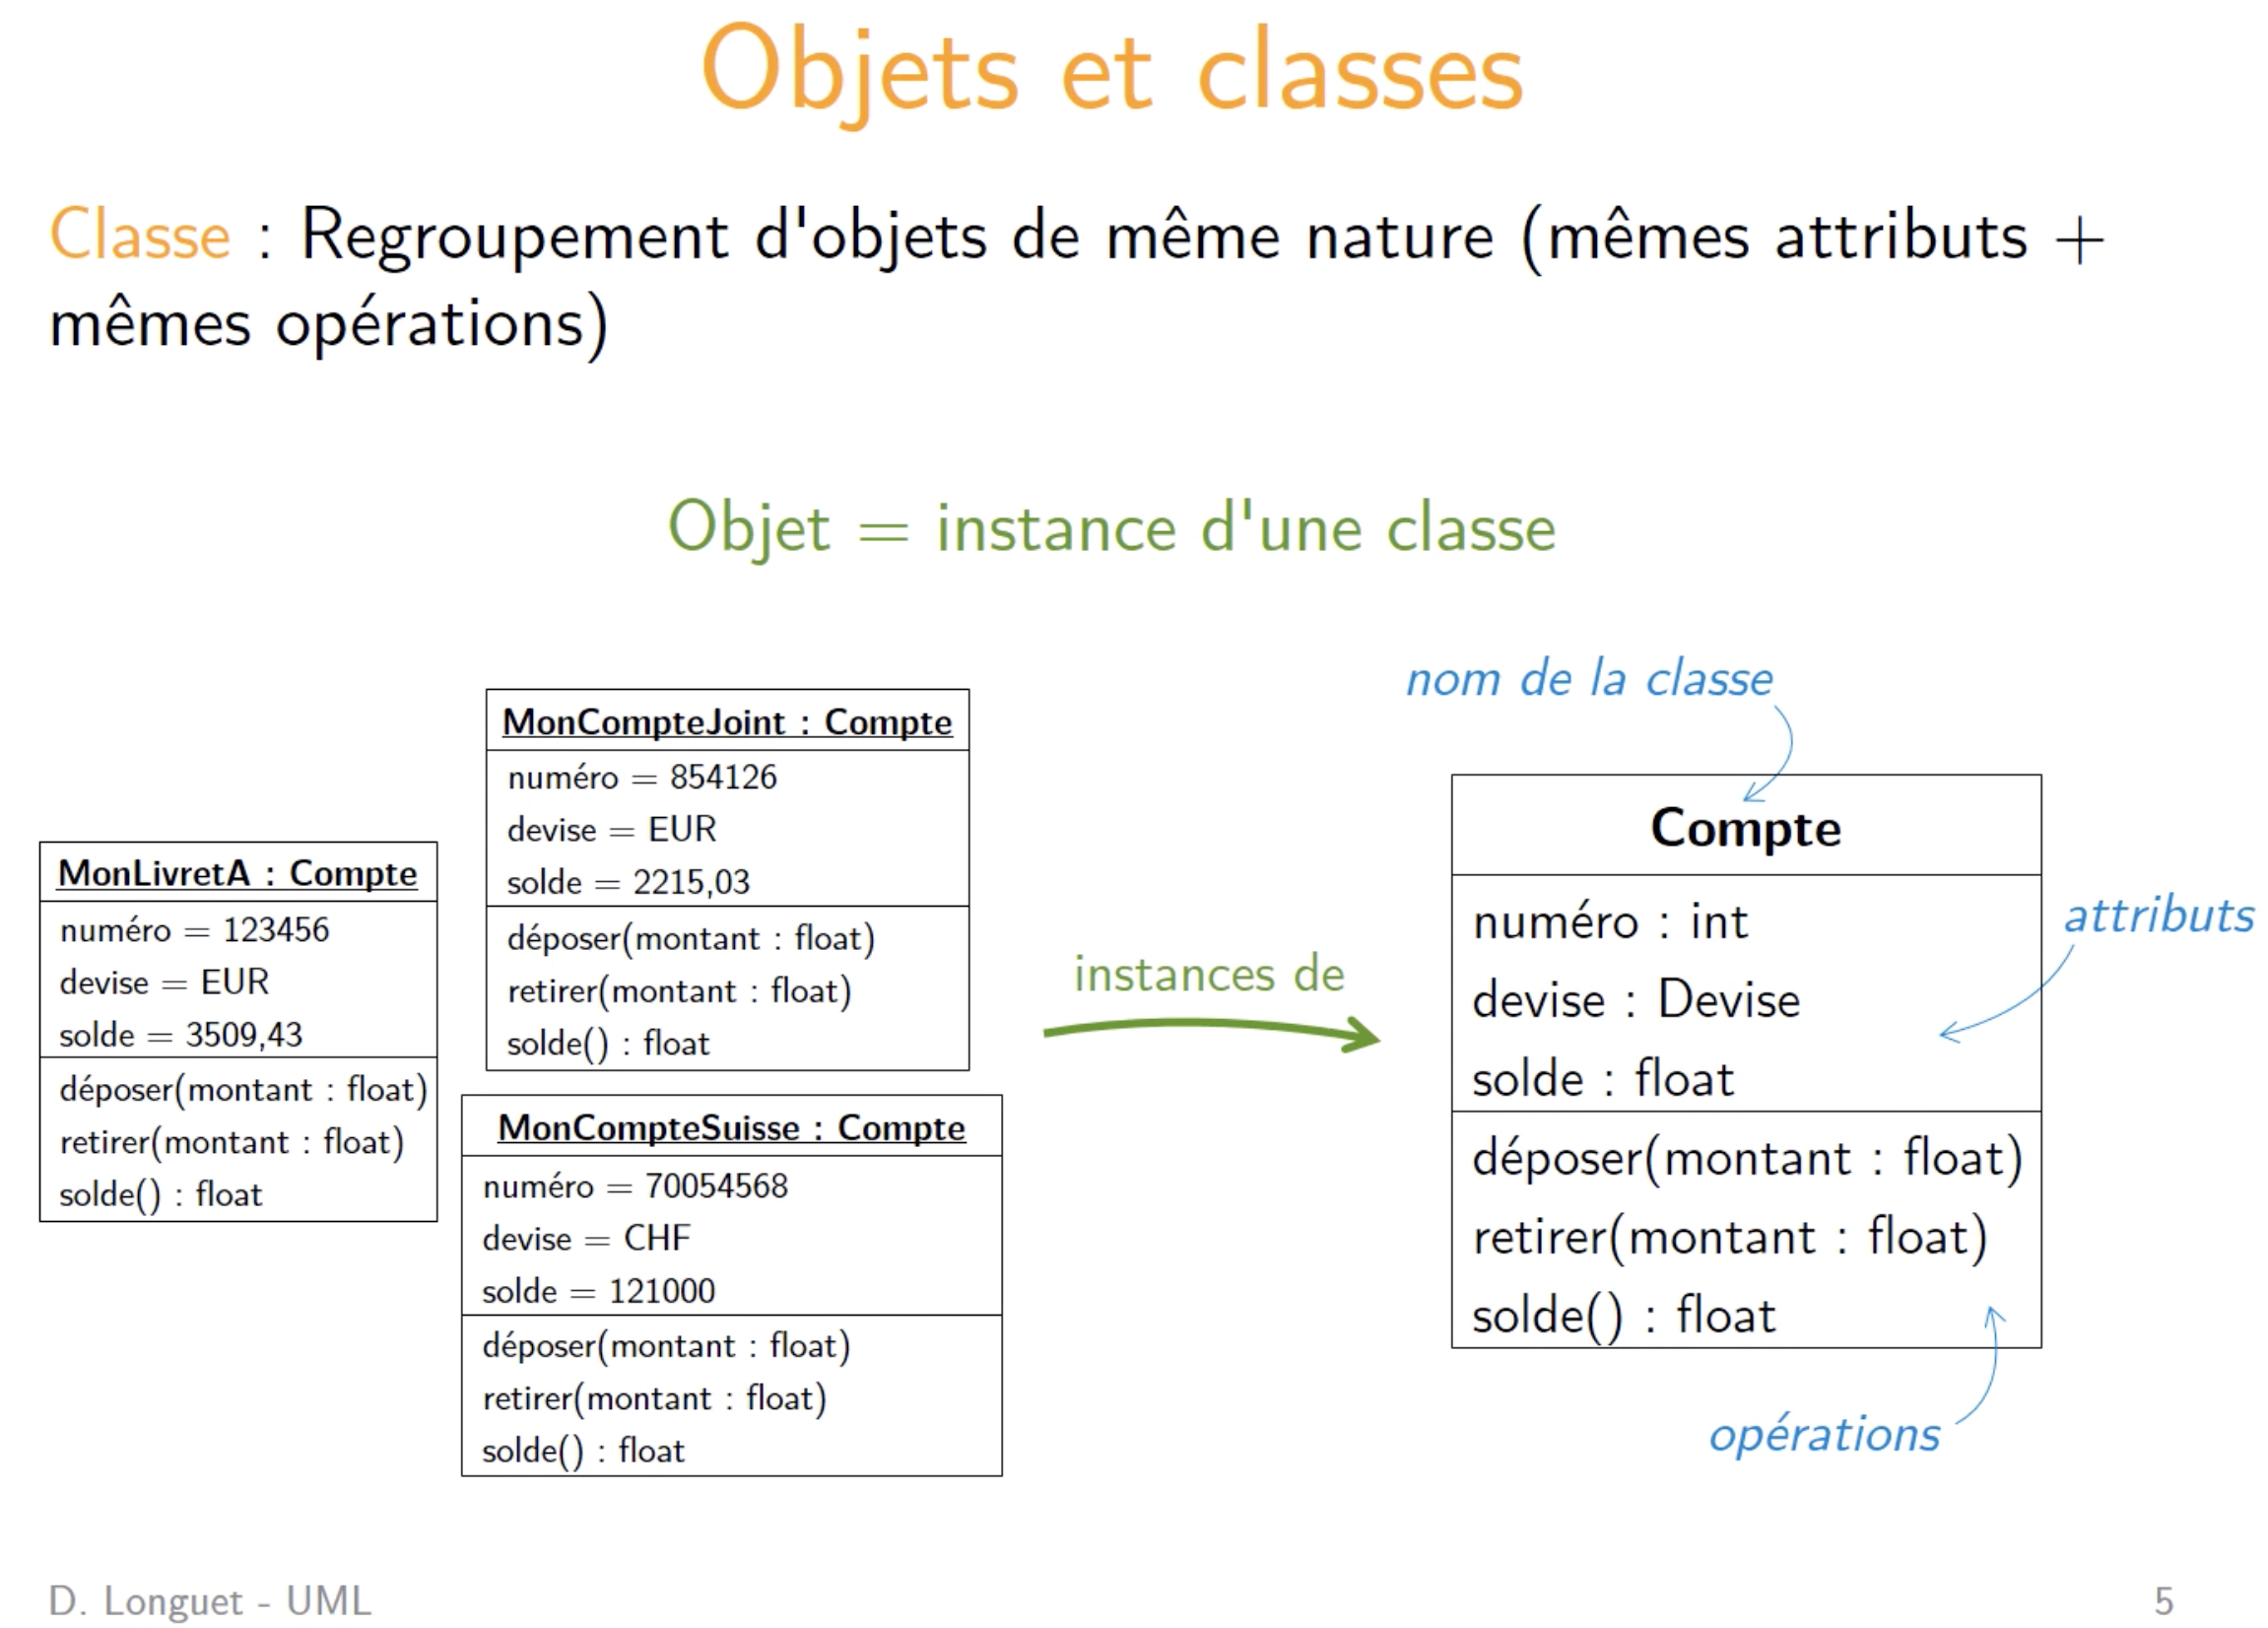 Objets et classes
Classe : Regroupement d'objets de même nature (mêmes attributs +
mêmes opérations)
Objet = instance d'une classe
MonLivretA : Compte
numéro = 123456
devise = EUR
solde = 3509,43
déposer(montant : float)
retirer(montant : float)
solde() : float
MonCompteJoint : Compte
numéro = 854126
devise = EUR
solde = 2215,03
déposer(montant : float)
retirer(montant : float)
solde() : float
MonCompteSuisse : Compte
numéro = 70054568
devise = CHF
solde = 121000
déposer(montant : float)
retirer(montant : float)
solde() : float
instances de
nom de la classe
Compte
numéro : int
devise : Devise
solde : float
attributs
déposer(montant : float)
retirer(montant : float)
solde() : float
opérations
D. Longuet - UML
5